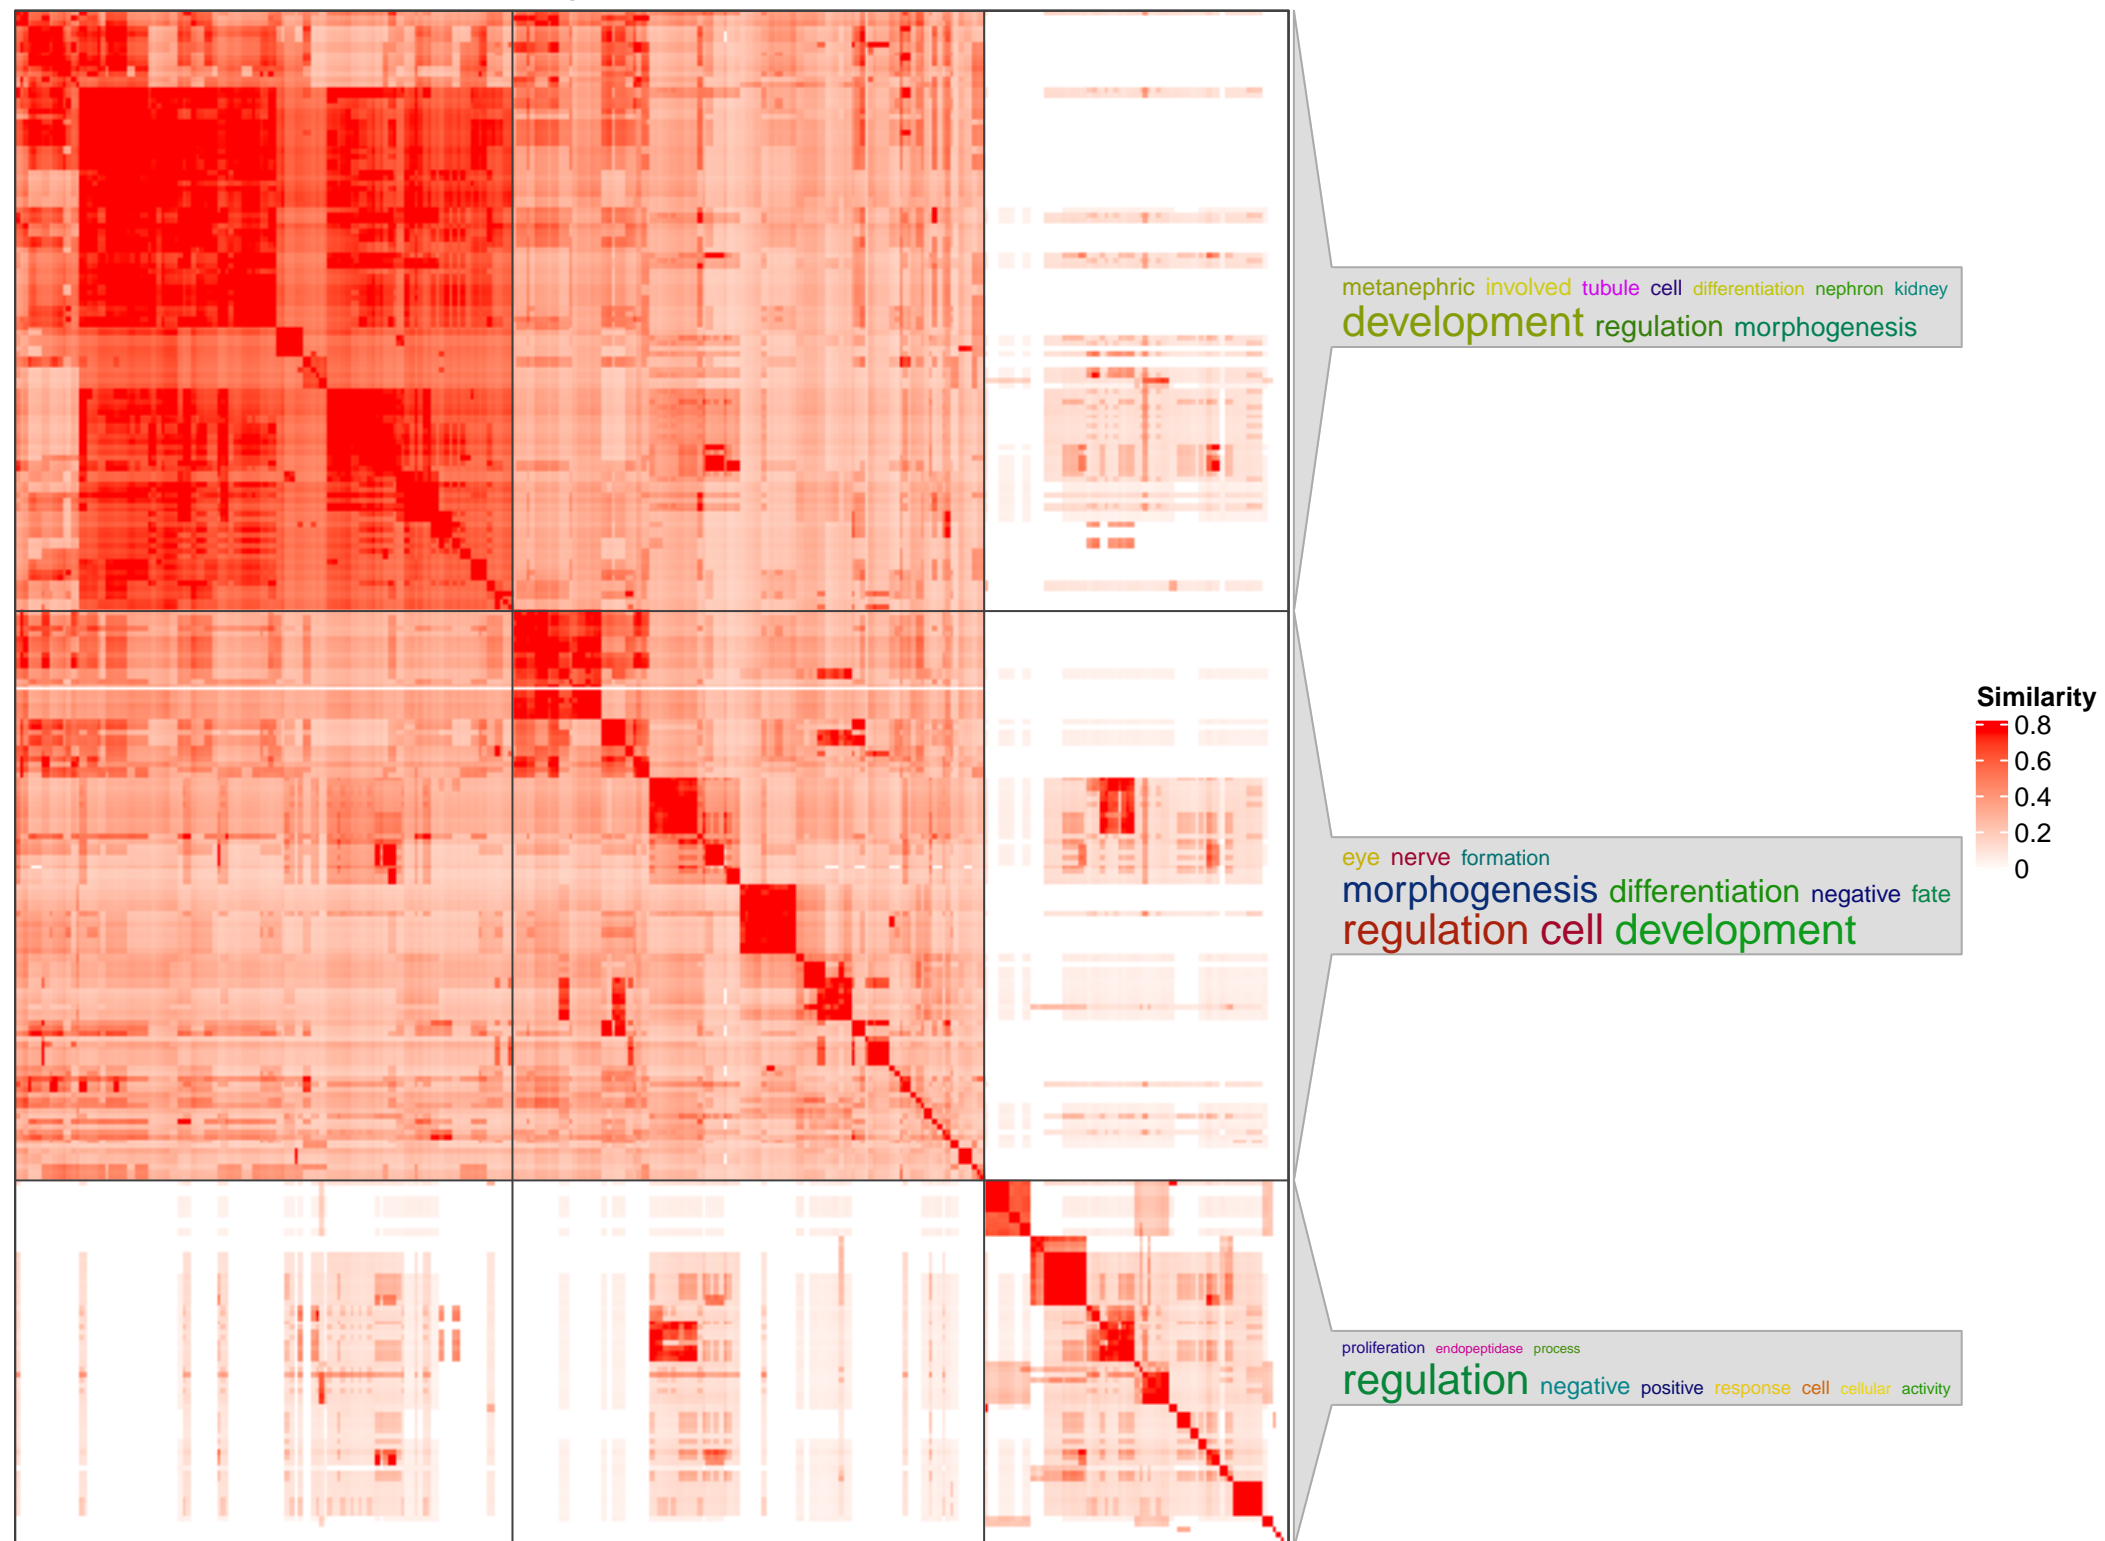 metanephric involved tubule cell differentiation nephron kidney
development regulation morphogenesis
Similarity
0.8
0.6
0.4
0.2
0
eye nerve formation
morphogenesis differentiation negative fate
regulation cell development
proliferation endopeptidase process
regulation negative positive response cell cellular activity